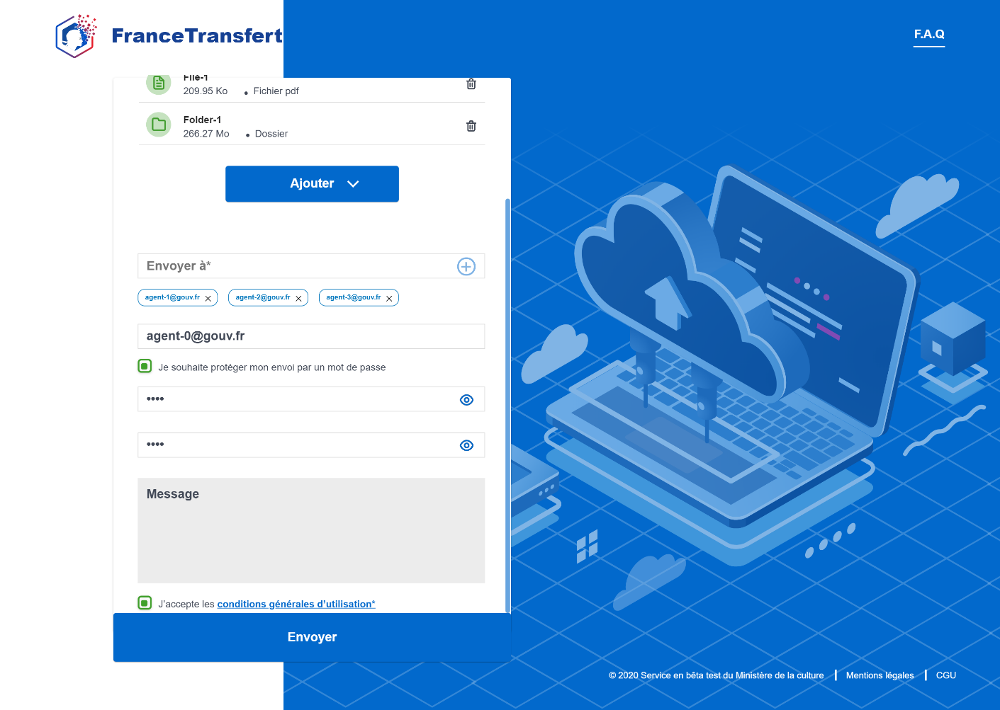 FranceTransfert
F.A.Q
File-1
209.95 Ko • Fichier pdf
Folder-1
266.27 Mo • Dossier
Ajouter
Envoyer à*
agent-1@gouv.fr
agent-2@gouv.fr
agent-3@gouv.fr
agent-0@gouv.fr
Je souhaite protéger mon envoi par un mot de passe
••••
••••
Message
J'accepte les conditions générales d'utilisation*
Envoyer
© 2020 Service en bêta test du Ministère de la culture | Mentions légales | CGU